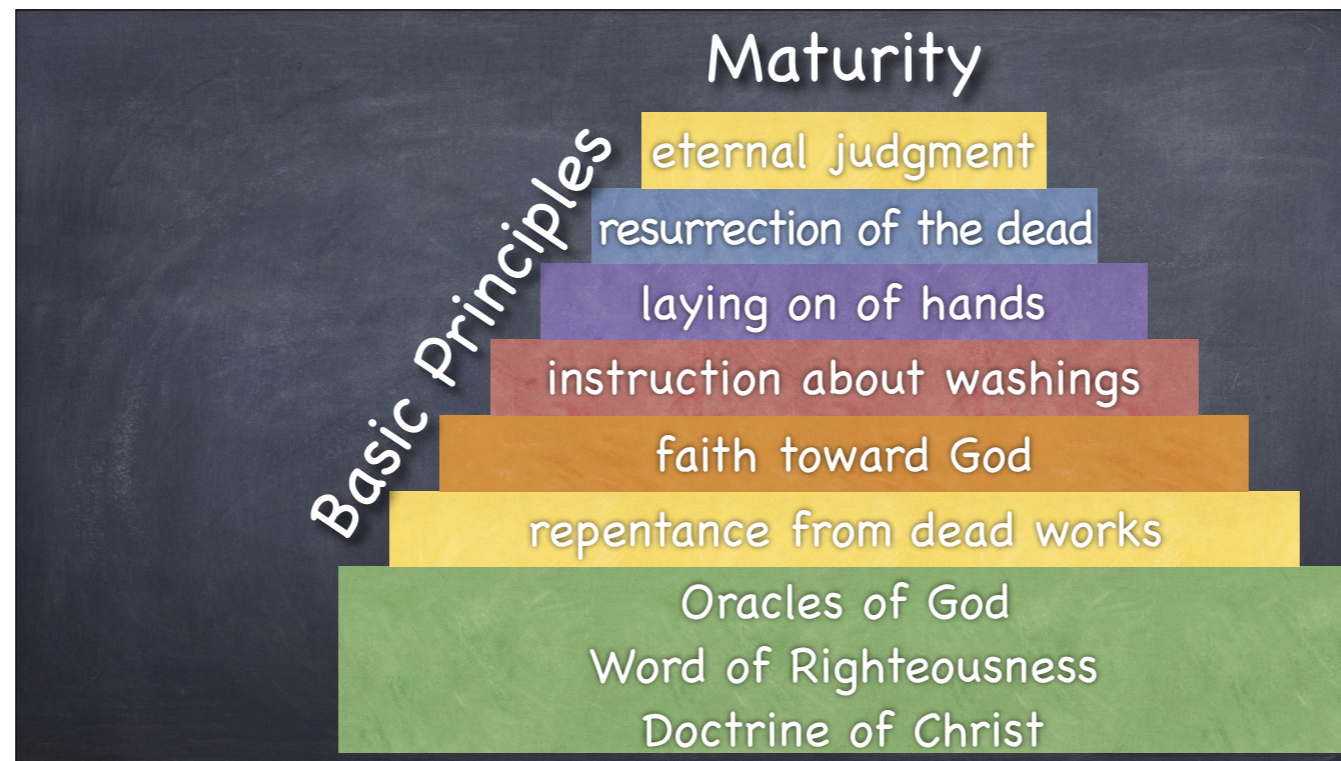 Maturity
Basic Principles
eternal judgment
resurrection of the dead
laying on of hands
instruction about washings
faith toward God
repentance from dead works
Oracles of God
Word of Righteousness
Doctrine of Christ